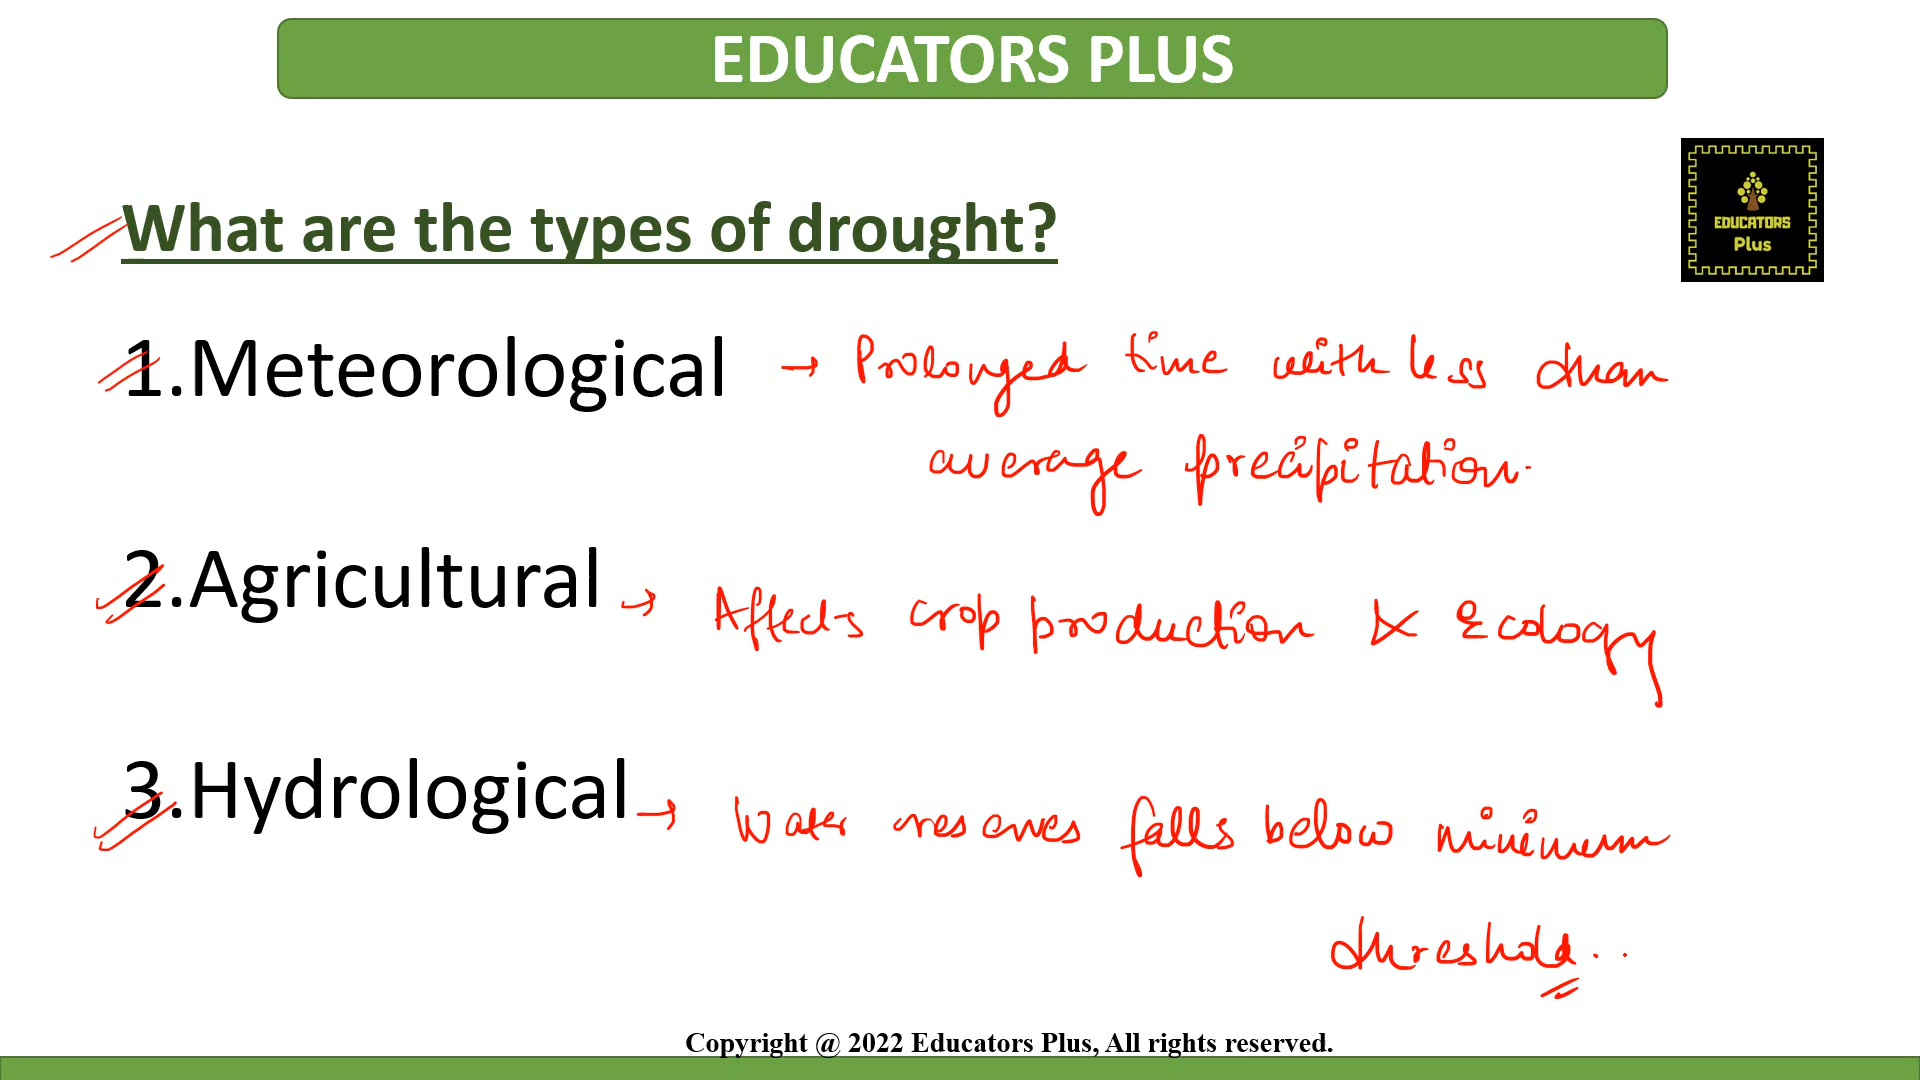 EDUCATORS PLUS
EDUCATORS
Plus
What are the types of drought?
1.Meteorological → Prolonged time with less than
average precipitation.
2.Agricultural → Affects crop production & Ecology
3.Hydrological → Water reserves falls below minimum
threshold..
Copyright @ 2022 Educators Plus, All rights reserved.